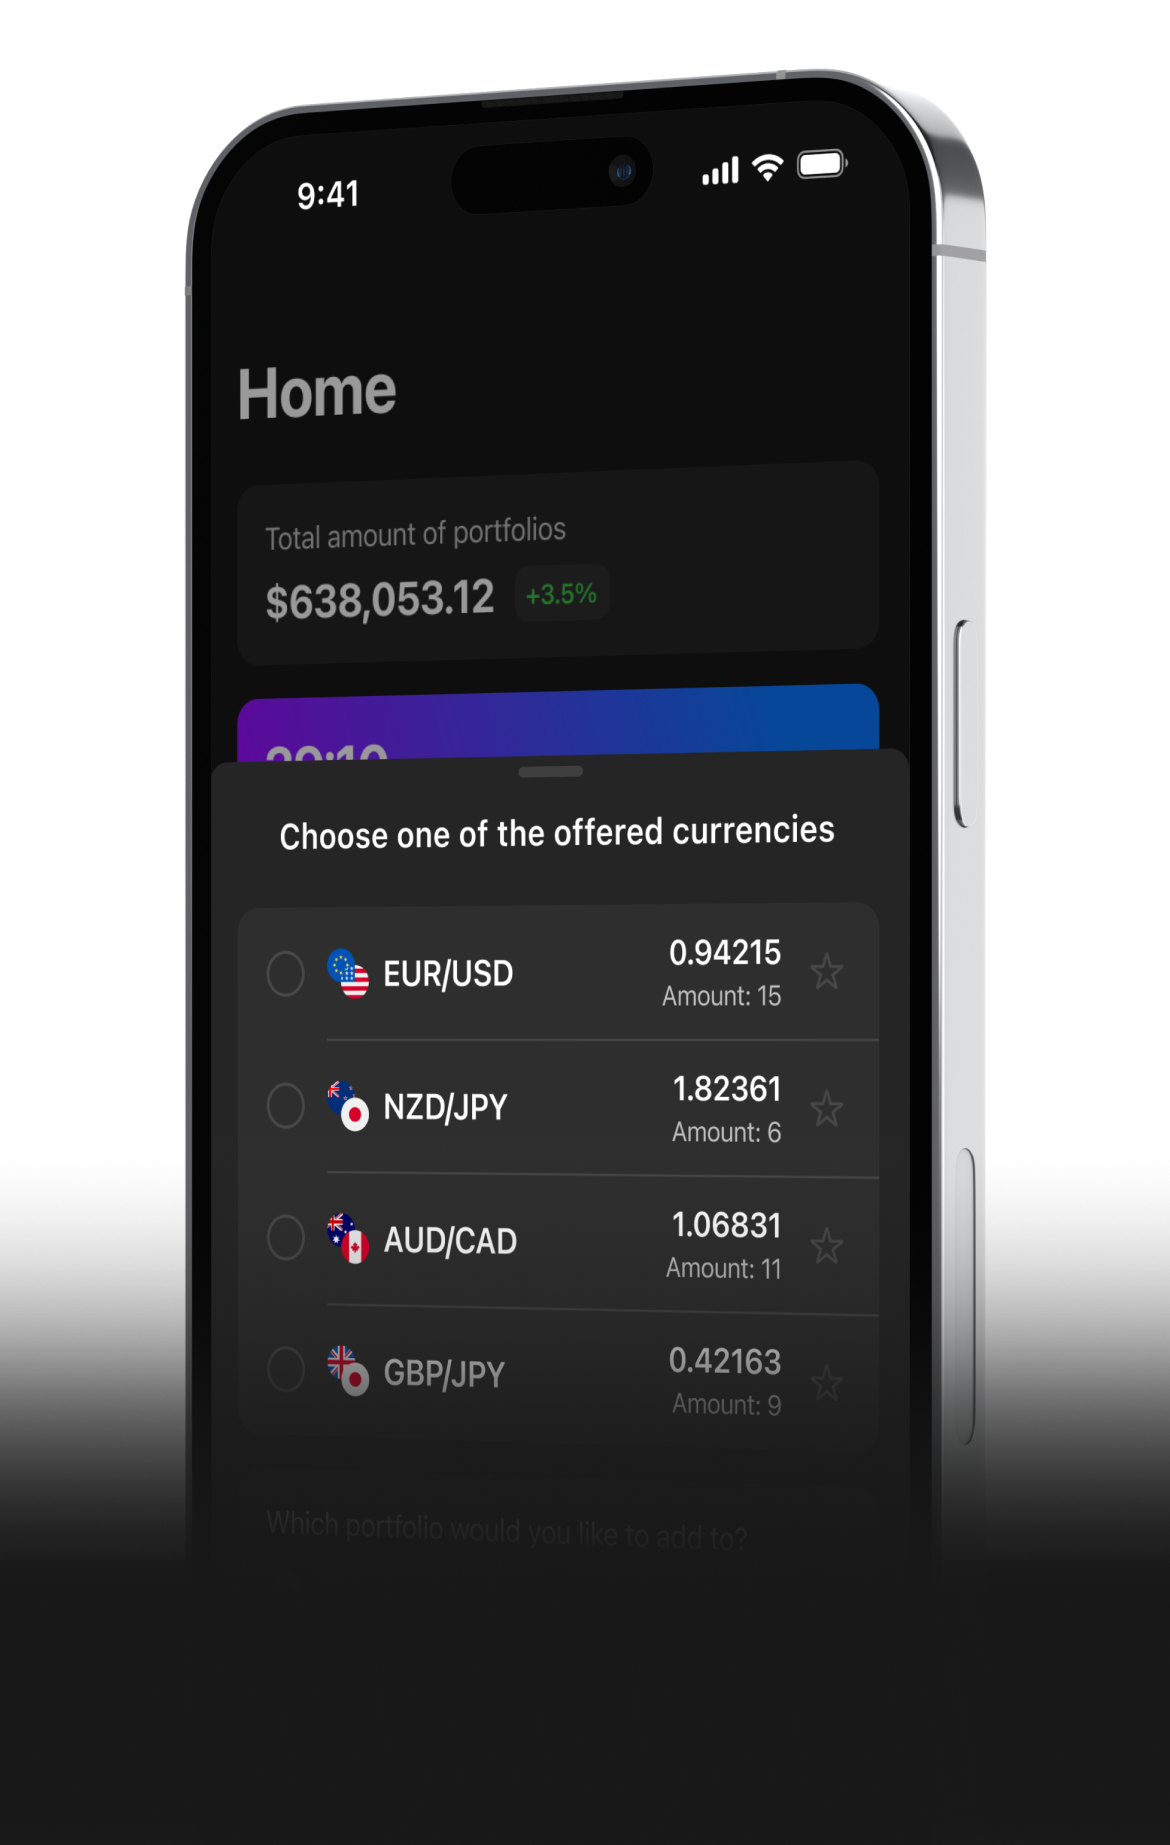 9:41
Home
Total amount of portfolios
$638,053.12 +3.5%
Choose one of the offered currencies
EUR/USD 0.94215
Amount: 15
NZD/JPY 1.82361
Amount: 6
AUD/CAD 1.06831
Amount: 11
GBP/JPY 0.42163
Amount: 9
Which portfolio would you like to add to?